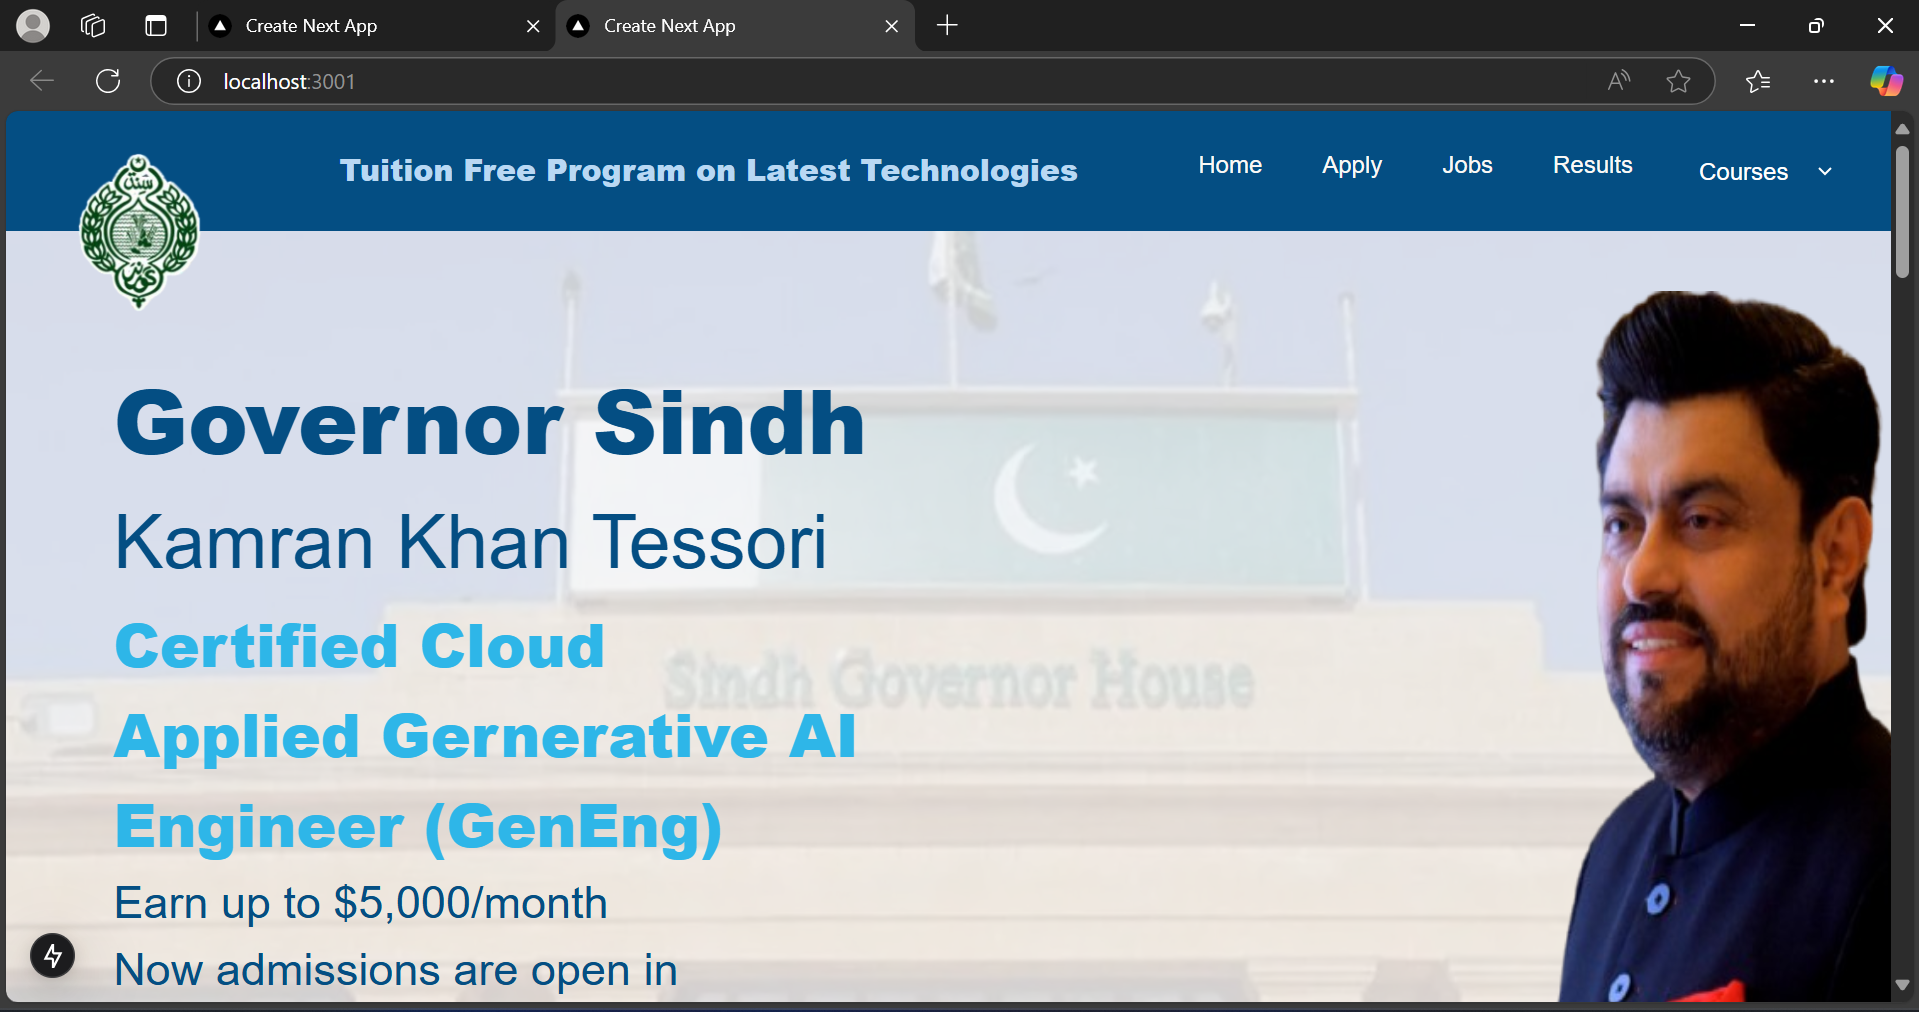 Create Next App
Create Next App
localhost:3001
Tuition Free Program on Latest Technologies
Home
Apply
Jobs
Results
Courses
Governor Sindh
Kamran Khan Tessori
Certified Cloud
Applied Gernerative AI
Engineer (GenEng)
Earn up to $5,000/month
Now admissions are open in
Sindh Governor House